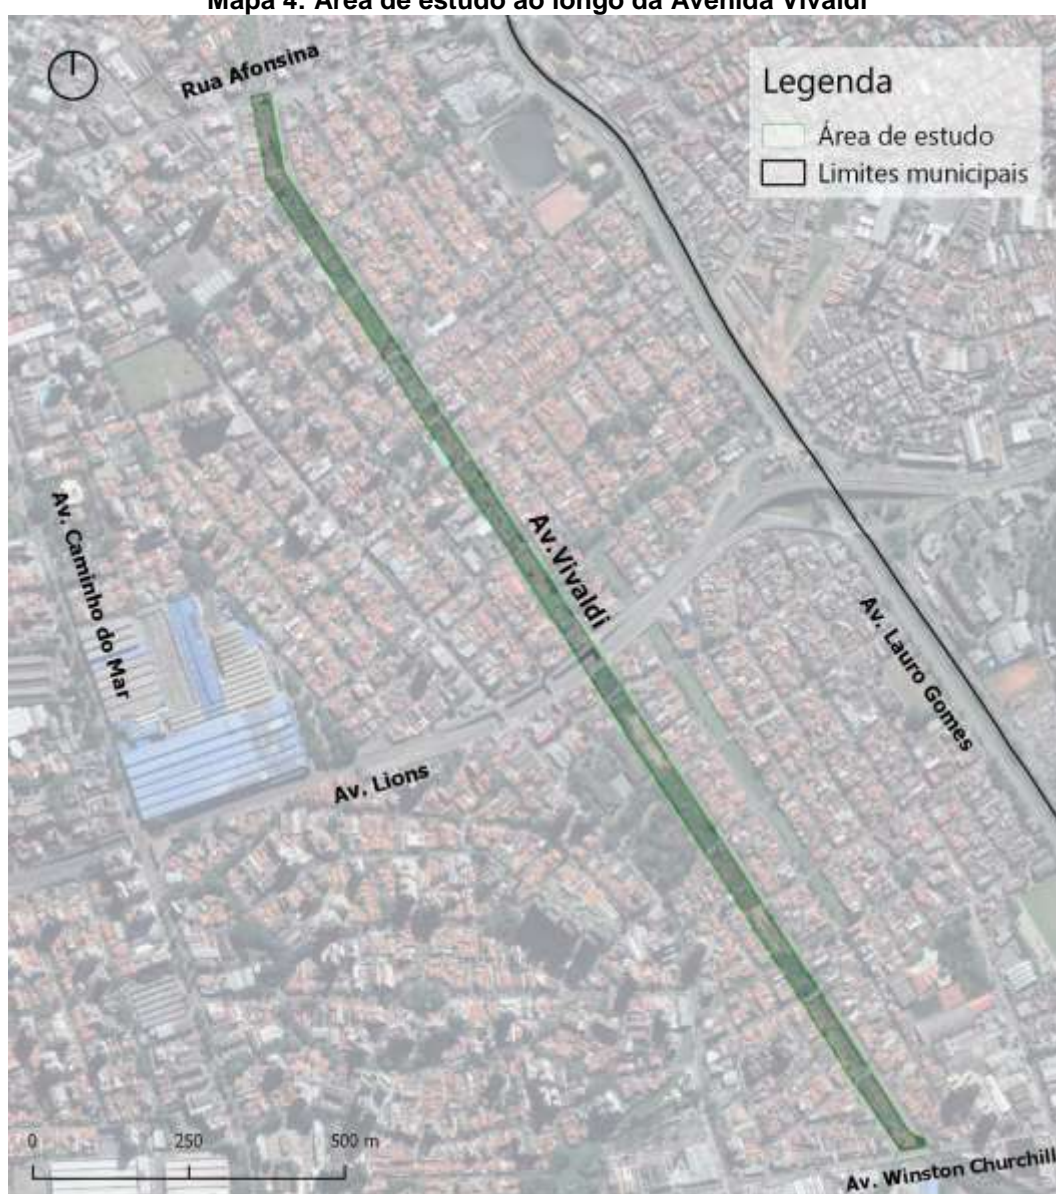 Mapa 4: Área de estudo ao longo da Avenida Vivaldi
Rua Afonsina
Legenda
Área de estudo
Limites municipais
Av. Caminho do Mar
Av.Vivaldi
Av. Lauro Gomes
Av. Lions
0 250 500 m
Av. Winston Churchill